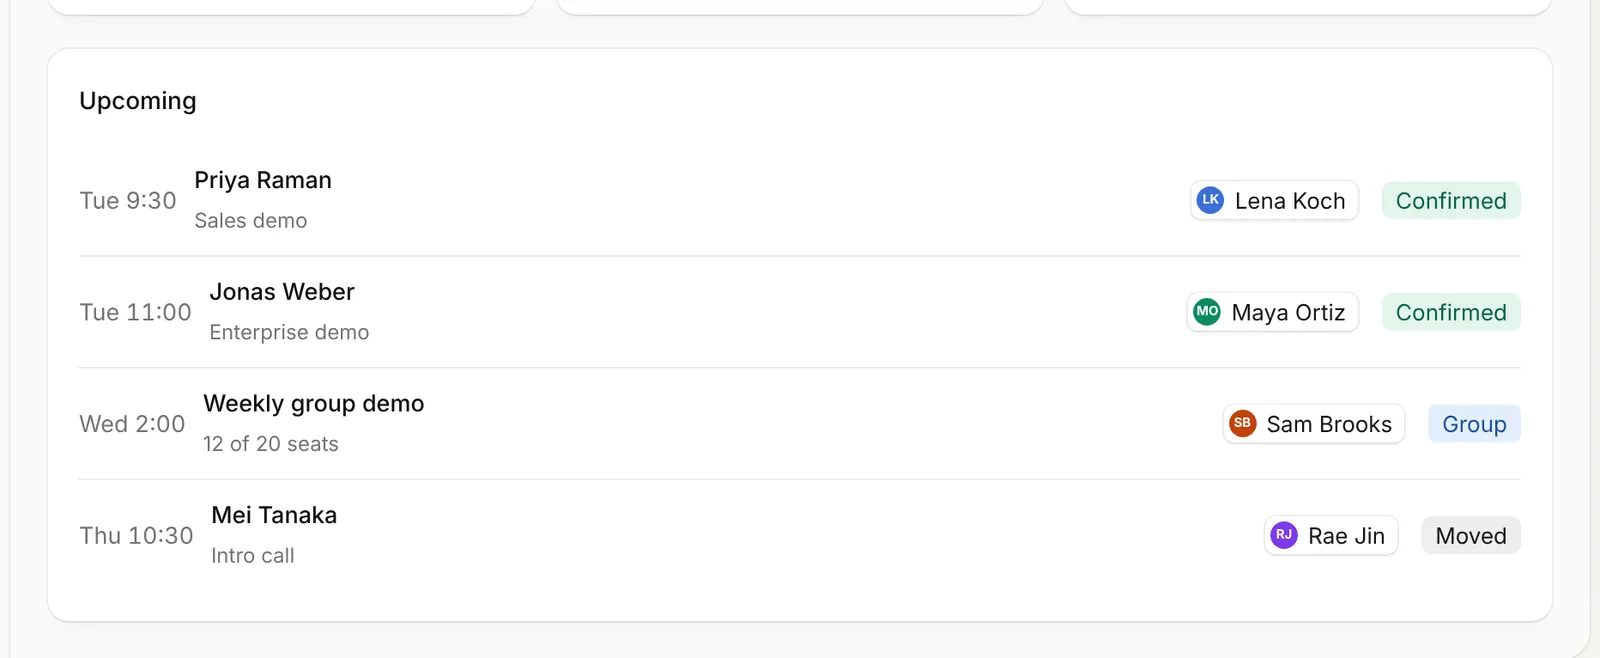 Upcoming
Tue 9:30
Priya Raman
Sales demo
LK Lena Koch
Confirmed
Tue 11:00
Jonas Weber
Enterprise demo
MO Maya Ortiz
Confirmed
Wed 2:00
Weekly group demo
12 of 20 seats
SB Sam Brooks
Group
Thu 10:30
Mei Tanaka
Intro call
RJ Rae Jin
Moved